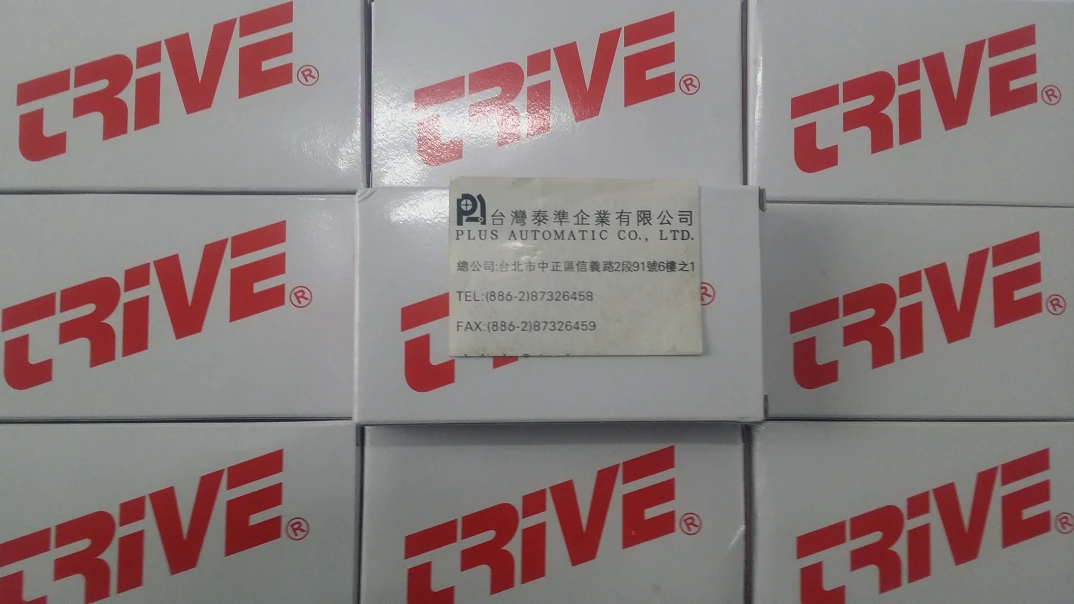 TRiVE®
TRiVE®
TRiVE®
PA 台灣泰準企業有限公司
PLUS AUTOMATIC CO., LTD.
總公司:台北市中正區信義路2段91號6樓之1
TEL:(886-2)87326458
FAX:(886-2)87326459
TRiVE®
®
TRiVE®
TRiVE®
TRiVE®
TRiVE®